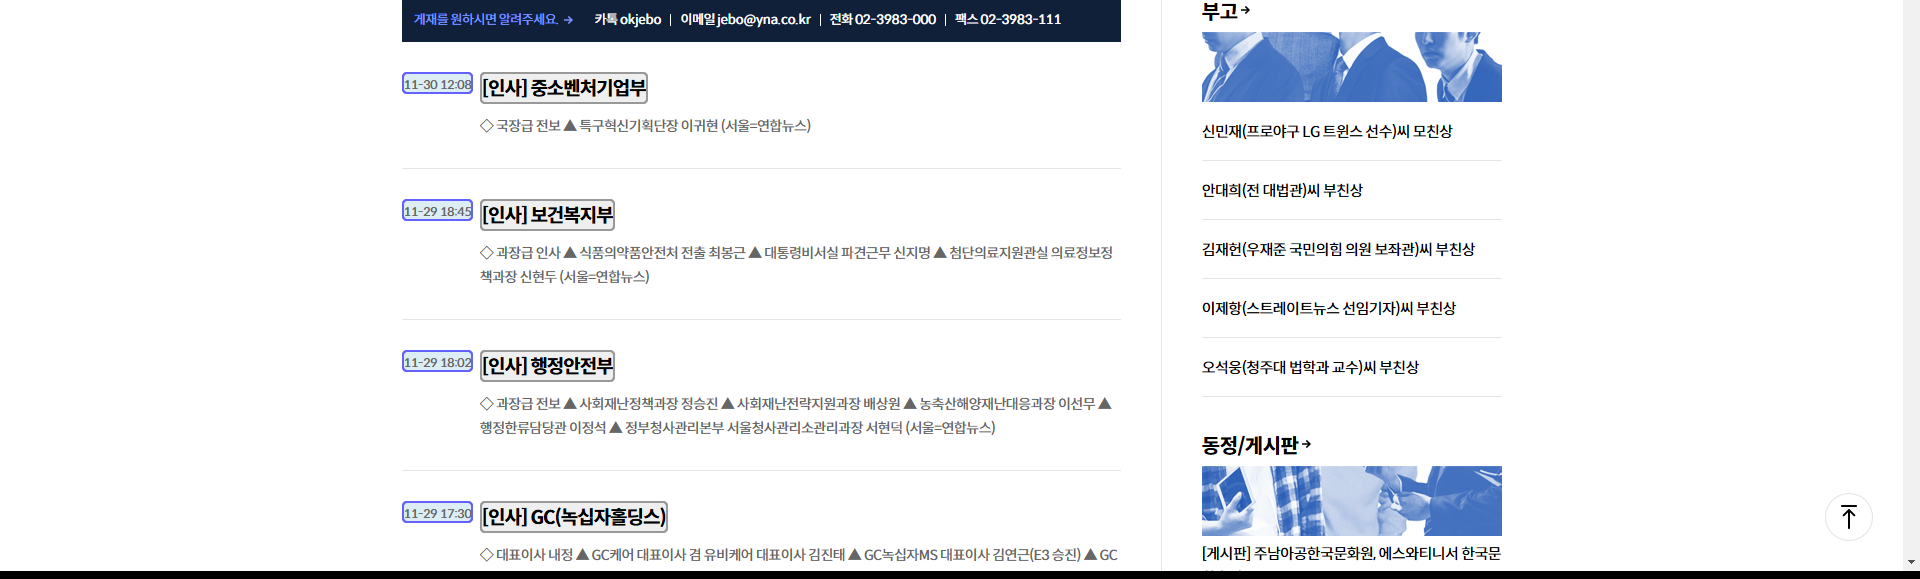 게재를 원하시면 알려주세요. → 카톡 okjebo | 이메일 jebo@yna.co.kr | 전화 02-3983-000 | 팩스 02-3983-111
11-30 12:08
[인사] 중소벤처기업부
◇ 국장급 전보 ▲ 특구혁신기획단장 이귀현 (서울=연합뉴스)
11-29 18:45
[인사] 보건복지부
◇ 과장급 인사 ▲ 식품의약품안전처 전출 최봉근 ▲ 대통령비서실 파견근무 신지명 ▲ 첨단의료지원관실 의료정보정
책과장 신현두 (서울=연합뉴스)
11-29 18:02
[인사] 행정안전부
◇ 과장급 전보 ▲ 사회재난정책과장 정승진 ▲ 사회재난전략지원과장 배상원 ▲ 농축산해양재난대응과장 이선무 ▲
행정한류담당관 이정석 ▲ 정부청사관리본부 서울청사관리소관리과장 서현덕 (서울=연합뉴스)
11-29 17:30
[인사] GC(녹십자홀딩스)
◇ 대표이사 내정 ▲ GC케어 대표이사 겸 유비케어 대표이사 김진태 ▲ GC녹십자MS 대표이사 김연근(E3 승진) ▲ GC
부고 →
신민재(프로야구 LG 트윈스 선수)씨 모친상
안대희(전 대법관)씨 부친상
김재헌(우재준 국민의힘 의원 보좌관)씨 부친상
이제항(스트레이트뉴스 선임기자)씨 부친상
오석웅(청주대 법학과 교수)씨 부친상
동정/게시판 →
[게시판] 주남아공한국문화원, 에스와티니서 한국문